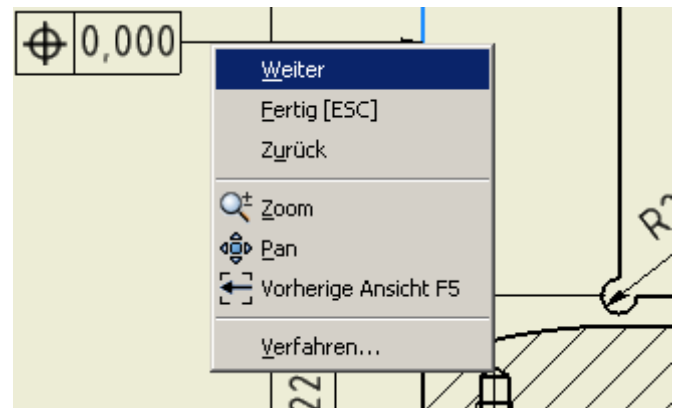 0,000
Weiter
Fertig [ESC]
Zurück
Zoom
Pan
Vorherige Ansicht F5
Verfahren...
22